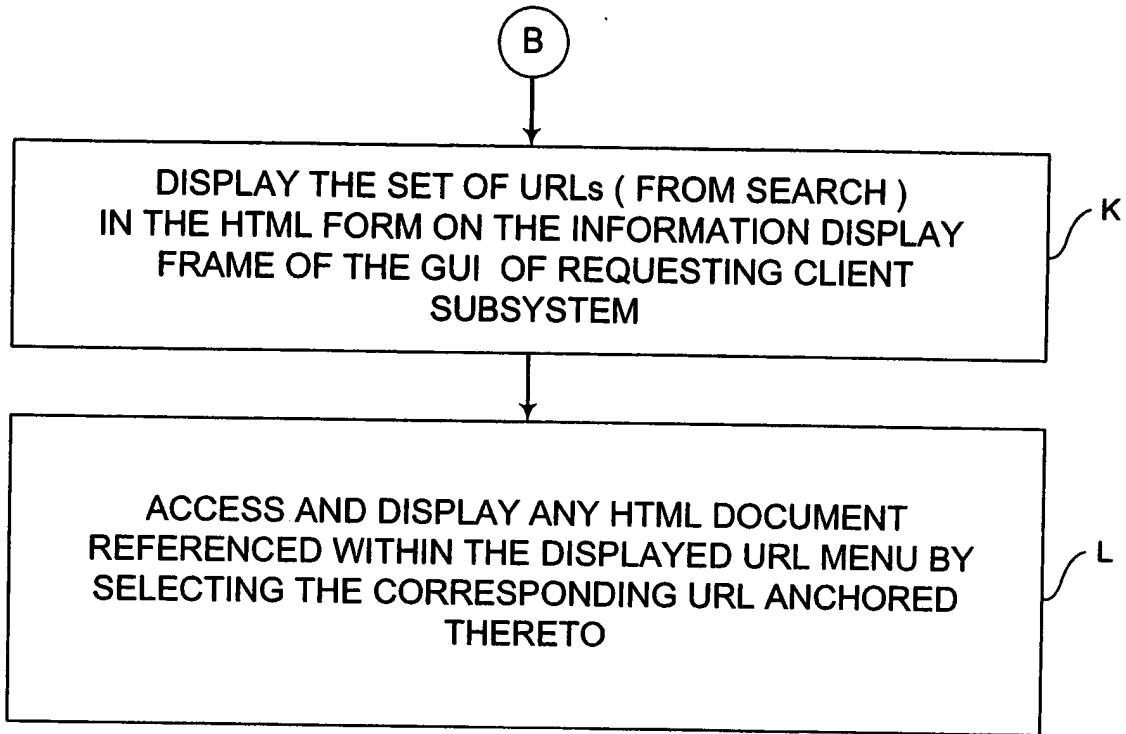 B
DISPLAY THE SET OF URLs ( FROM SEARCH )
IN THE HTML FORM ON THE INFORMATION DISPLAY
FRAME OF THE GUI OF REQUESTING CLIENT
SUBSYSTEM
K
ACCESS AND DISPLAY ANY HTML DOCUMENT
REFERENCED WITHIN THE DISPLAYED URL MENU BY
SELECTING THE CORRESPONDING URL ANCHORED
THERETO
L